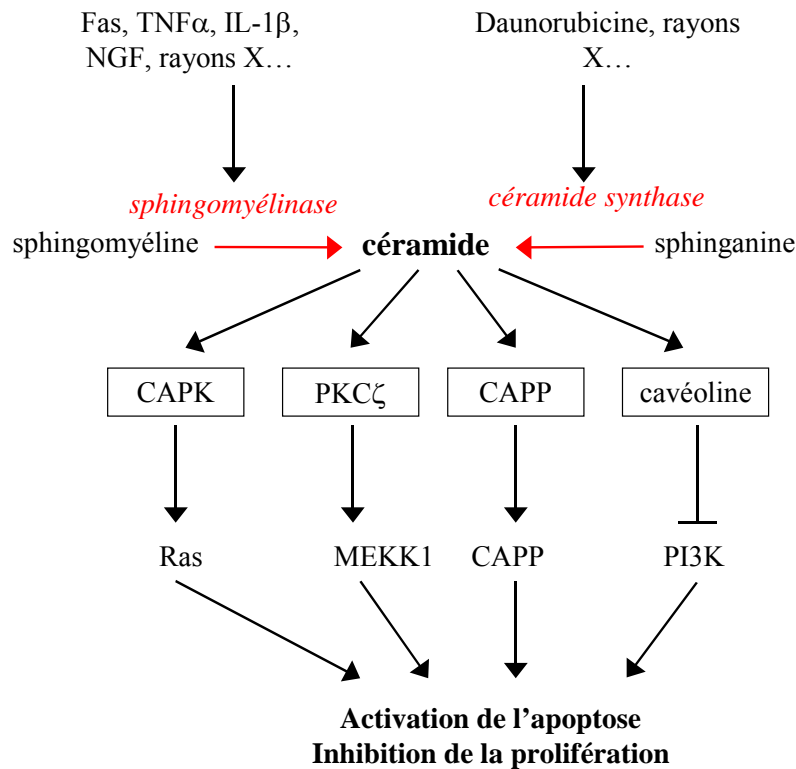 Fas, TNFα, IL-1β,
NGF, rayons X…
Daunorubicine, rayons
X…
sphingomyélinase
céramide synthase
sphingomyéline
céramide
sphinganine
CAPK
PKCζ
CAPP
cavéoline
Ras
MEKK1
CAPP
PI3K
Activation de l’apoptose
Inhibition de la prolifération